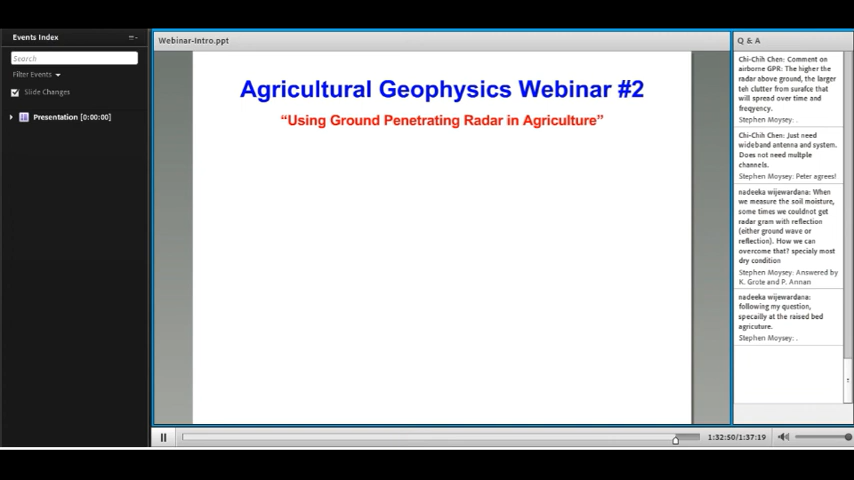 Events Index
Search
Filter Events
Slide Changes
Presentation [0:00:00]
Webinar-Intro.ppt
Agricultural Geophysics Webinar #2
“Using Ground Penetrating Radar in Agriculture”
1:32:50/1:37:19
Q & A
Chi-Chih Chen: Comment on
airborne GPR: The higher the
radar above ground, the larger
teh clutter from surafce that
will spread over time and
freqyency.
Stephen Moysey: .
Chi-Chih Chen: Just need
wideband antenna and system.
Does not need multple
channels.
Stephen Moysey: Peter agrees!
nadeeka wijewardana: When
we measure the soil moisture,
some times we couldnot get
radar gram with reflection
(either ground wave or
reflection). How we can
overcome that? specialy most
dry condition
Stephen Moysey: Answered by
K. Grote and P. Annan
nadeeka wijewardana:
following my question,
specailly at the raised bed
agricuture.
Stephen Moysey: .